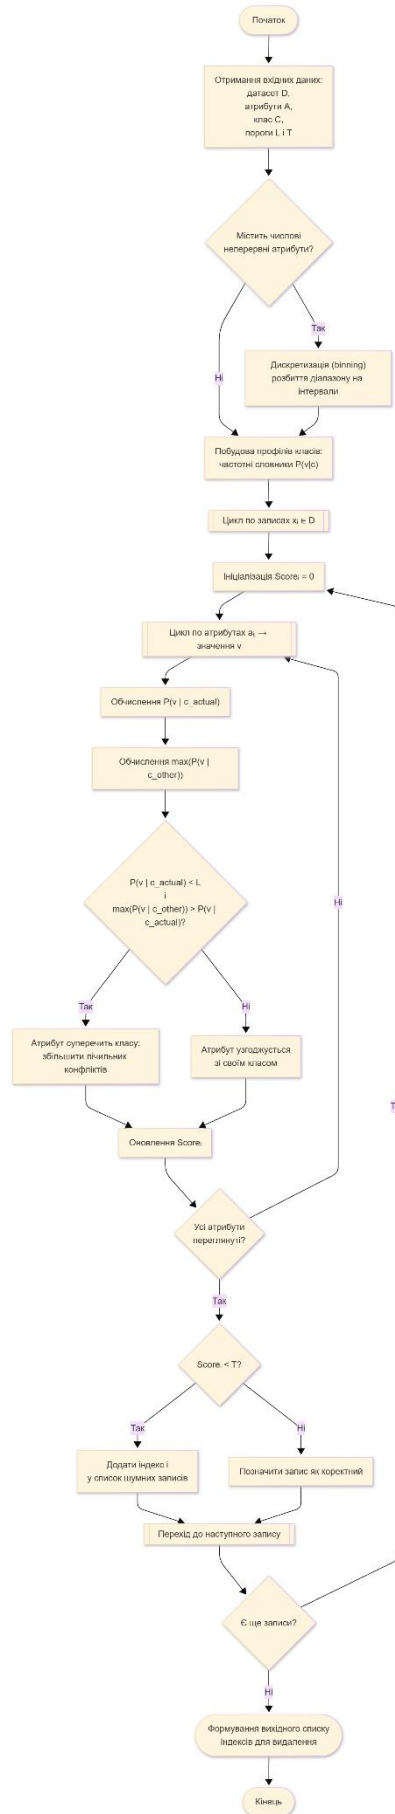 Початок
Отримання вхідних даних:
датасет D,
атрибути A,
клас C,
пороги L і T
Містить числові
неперервні атрибути?
Так
Ні
Дискретизація (binning)
розбиття діапазону на
інтервали
Побудова профілів класів:
частотні словники P(v|c)
Цикл по записах xᵢ ∈ D
Ініціалізація Scoreᵢ = 0
Цикл по атрибутах aⱼ →
значення v
Обчислення P(v | c_actual)
Обчислення max(P(v |
c_other))
P(v | c_actual) < L
і
max(P(v | c_other)) > P(v |
c_actual)?
Ні
Так
Ні
Атрибут суперечить класу:
збільшити лічильник
конфліктів
Атрибут узгоджується
зі своїм класом
Оновлення Scoreᵢ
Усі атрибути
переглянуті?
Так
Scoreᵢ < T?
Так
Ні
Додати індекс i
у список шумних записів
Позначити запис як коректний
Перехід до наступного запису
Є ще записи?
Ні
Формування вихідного списку
індексів для видалення
Кінець